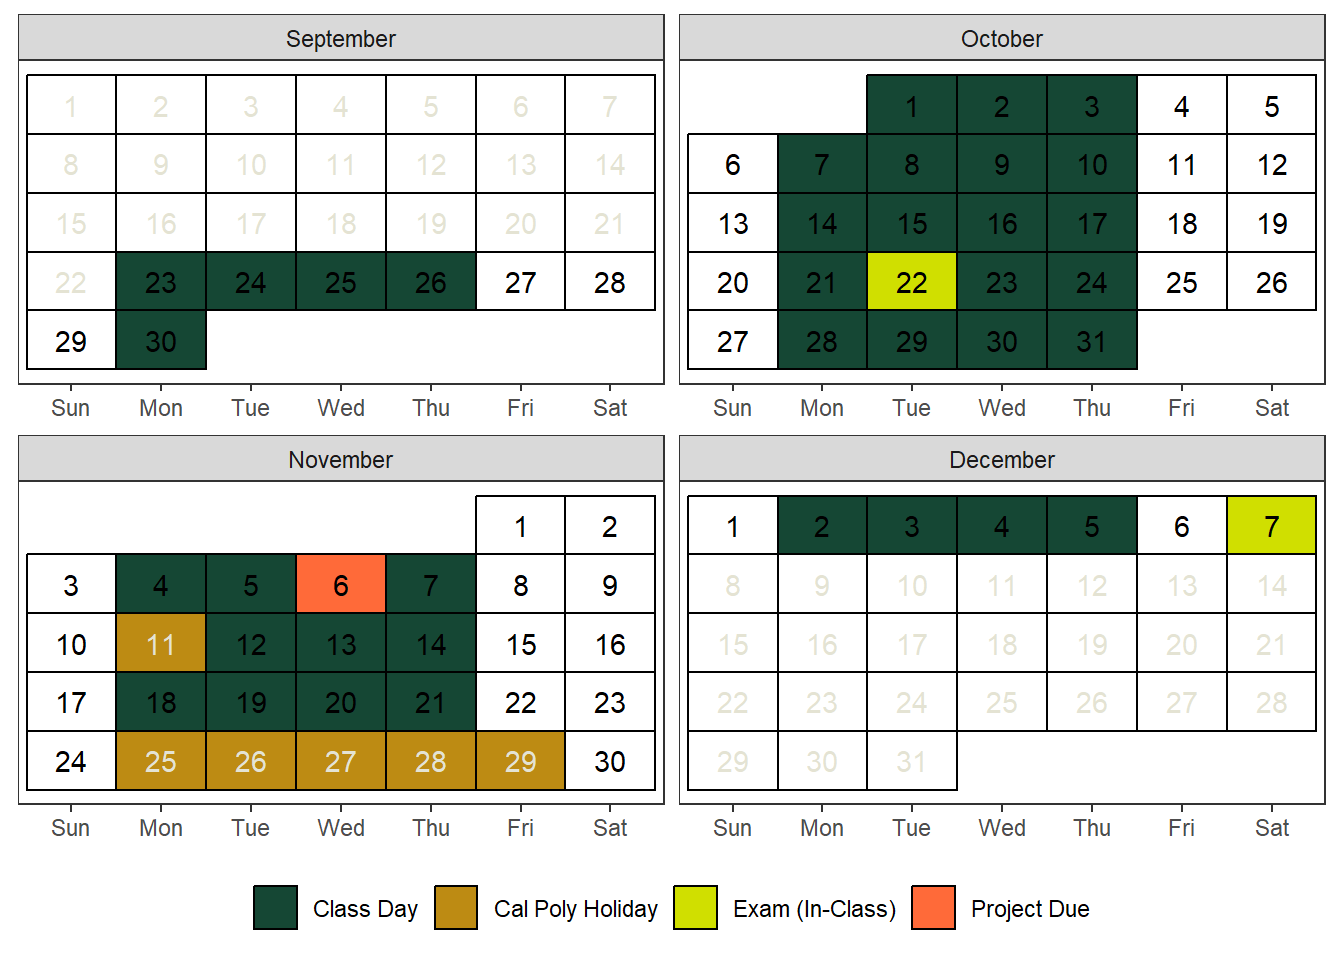 September
1 2 3 4 5 6 7
8 9 10 11 12 13 14
15 16 17 18 19 20 21
22 23 24 25 26 27 28
29 30
Sun Mon Tue Wed Thu Fri Sat
October
1 2 3 4 5
6 7 8 9 10 11 12
13 14 15 16 17 18 19
20 21 22 23 24 25 26
27 28 29 30 31
Sun Mon Tue Wed Thu Fri Sat
November
1 2
3 4 5 6 7 8 9
10 11 12 13 14 15 16
17 18 19 20 21 22 23
24 25 26 27 28 29 30
Sun Mon Tue Wed Thu Fri Sat
December
1 2 3 4 5 6 7
8 9 10 11 12 13 14
15 16 17 18 19 20 21
22 23 24 25 26 27 28
29 30 31
Sun Mon Tue Wed Thu Fri Sat
Class Day Cal Poly Holiday Exam (In-Class) Project Due